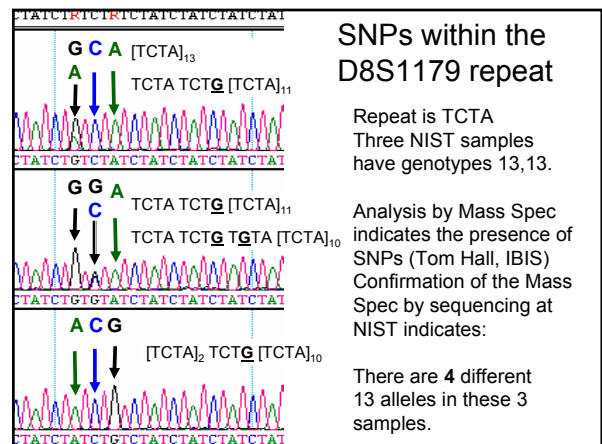 CTATCTRTCTRTCTATCTATCTATCTAT
G C A [TCTA]13
A
TCTA TCTG [TCTA]11
CTATCTGTCTATCTATCTATCTATCTAT
G G A TCTA TCTG [TCTA]11
C
TCTA TCTG TGTA [TCTA]10
CTATCTGTGTATCTATCTATCTATCTAT
A C G
[TCTA]2 TCTG [TCTA]10
TCTATCTATCTGTCTATCTATCTATCTAT
SNPs within the
D8S1179 repeat
Repeat is TCTA
Three NIST samples
have genotypes 13,13.
Analysis by Mass Spec
indicates the presence of
SNPs (Tom Hall, IBIS)
Confirmation of the Mass
Spec by sequencing at
NIST indicates:
There are 4 different
13 alleles in these 3
samples.